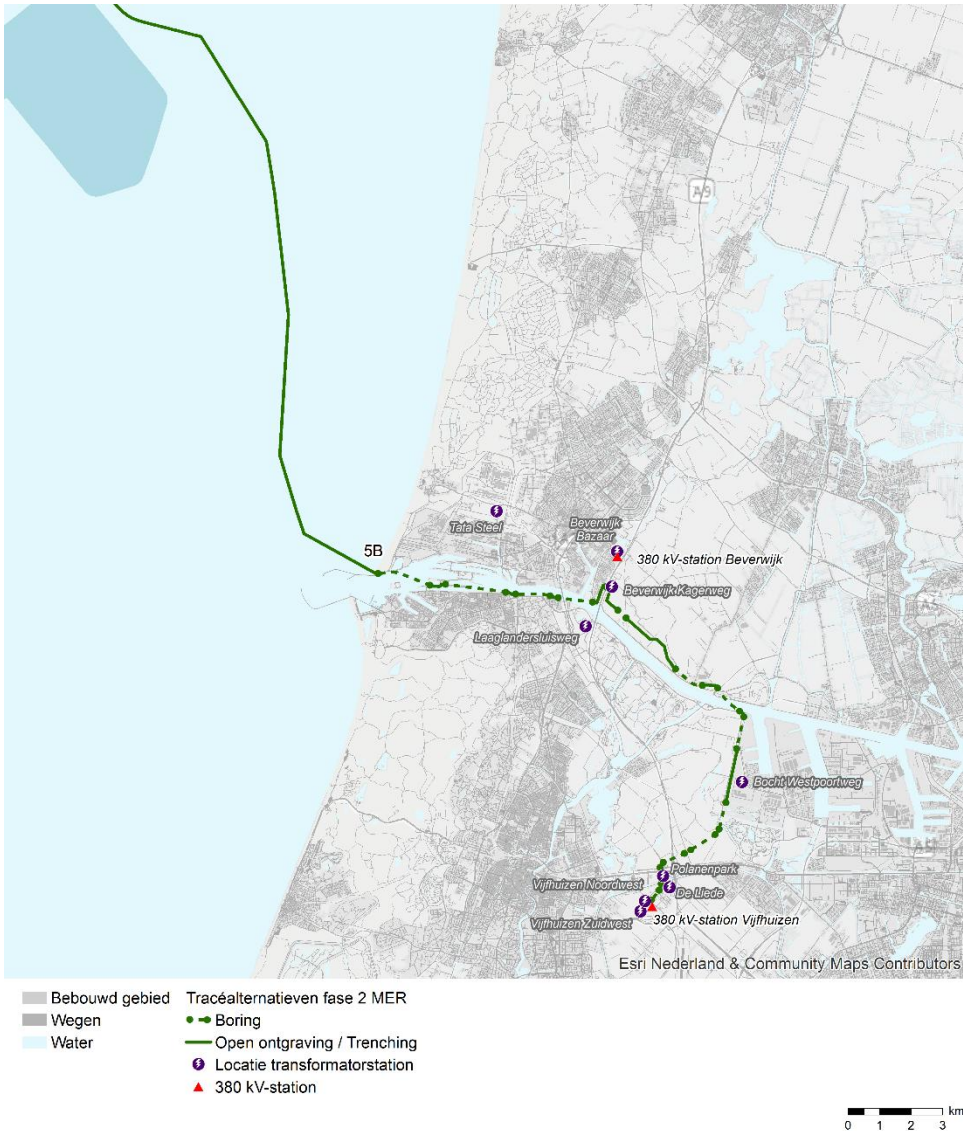 A9
5B
Tata Steel
Beverwijk
Bazaar
380 kV-station Beverwijk
Beverwijk Kagerweg
Laaglandersluisweg
Bocht Westpoortweg
Polanenpark
Vijfhuizen Noordwest
De Liede
Vijfhuizen Zuidwest
380 kV-station Vijfhuizen
Esri Nederland & Community Maps Contributors
Bebouwd gebied
Wegen
Water
Tracéalternatieven fase 2 MER
Boring
Open ontgraving / Trenching
Locatie transformatorstation
380 kV-station
km
0 1 2 3